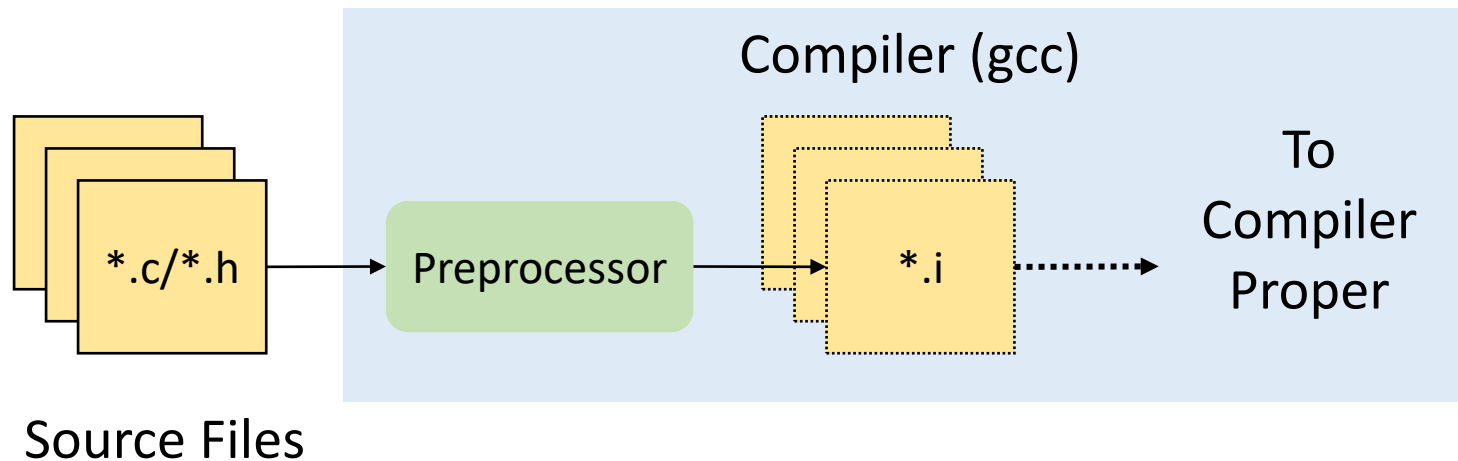 Compiler (gcc)
*.c/*.h
Preprocessor
*.i
To
Compiler
Proper
Source Files